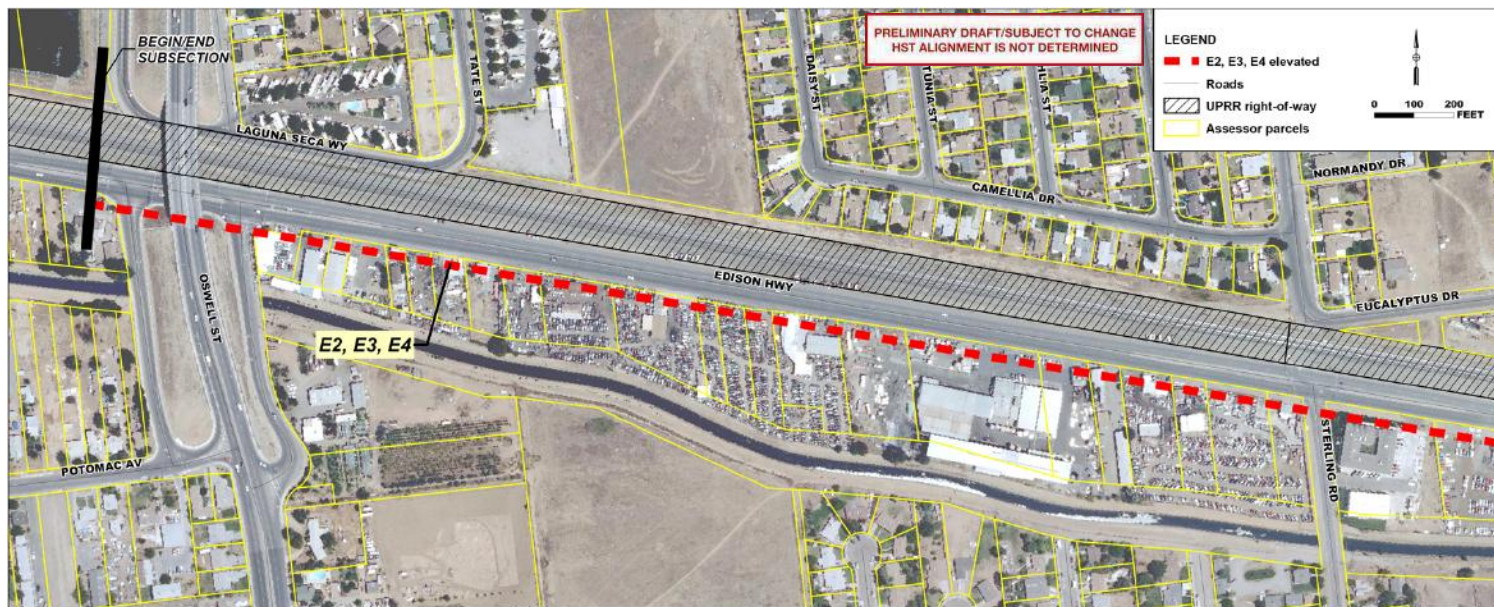 BEGIN/END
SUBSECTION
PRELIMINARY DRAFT/SUBJECT TO CHANGE
HST ALIGNMENT IS NOT DETERMINED
LEGEND
E2, E3, E4 elevated
Roads
UPRR right-of-way
Assessor parcels
0 100 200
FEET
TATE ST
DAISY ST
LAGUNA SECA WY
CAMELLIA DR
NORMANDY DR
OSWELL ST
EDISON HWY
EUCALYPTUS DR
E2, E3, E4
POTOMAC AV
STERLING RD